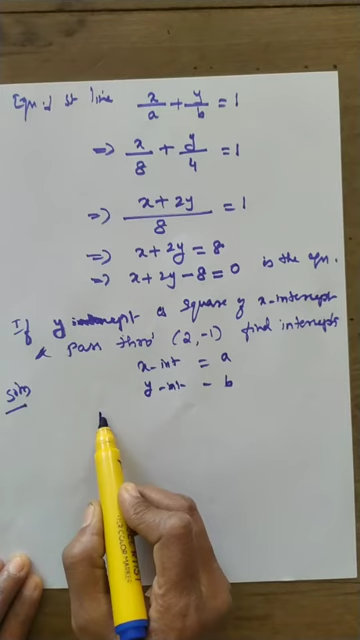 Eqn of St line x/a + y/b = 1
=> x/8 + y/4 = 1
=> (x + 2y)/8 = 1
=> x + 2y = 8
=> x + 2y - 8 = 0 is the eqn.
If y intercept is square of x-intercept
& pass thro' (2, -1) find intercepts
Soln x-int = a
y-int - b